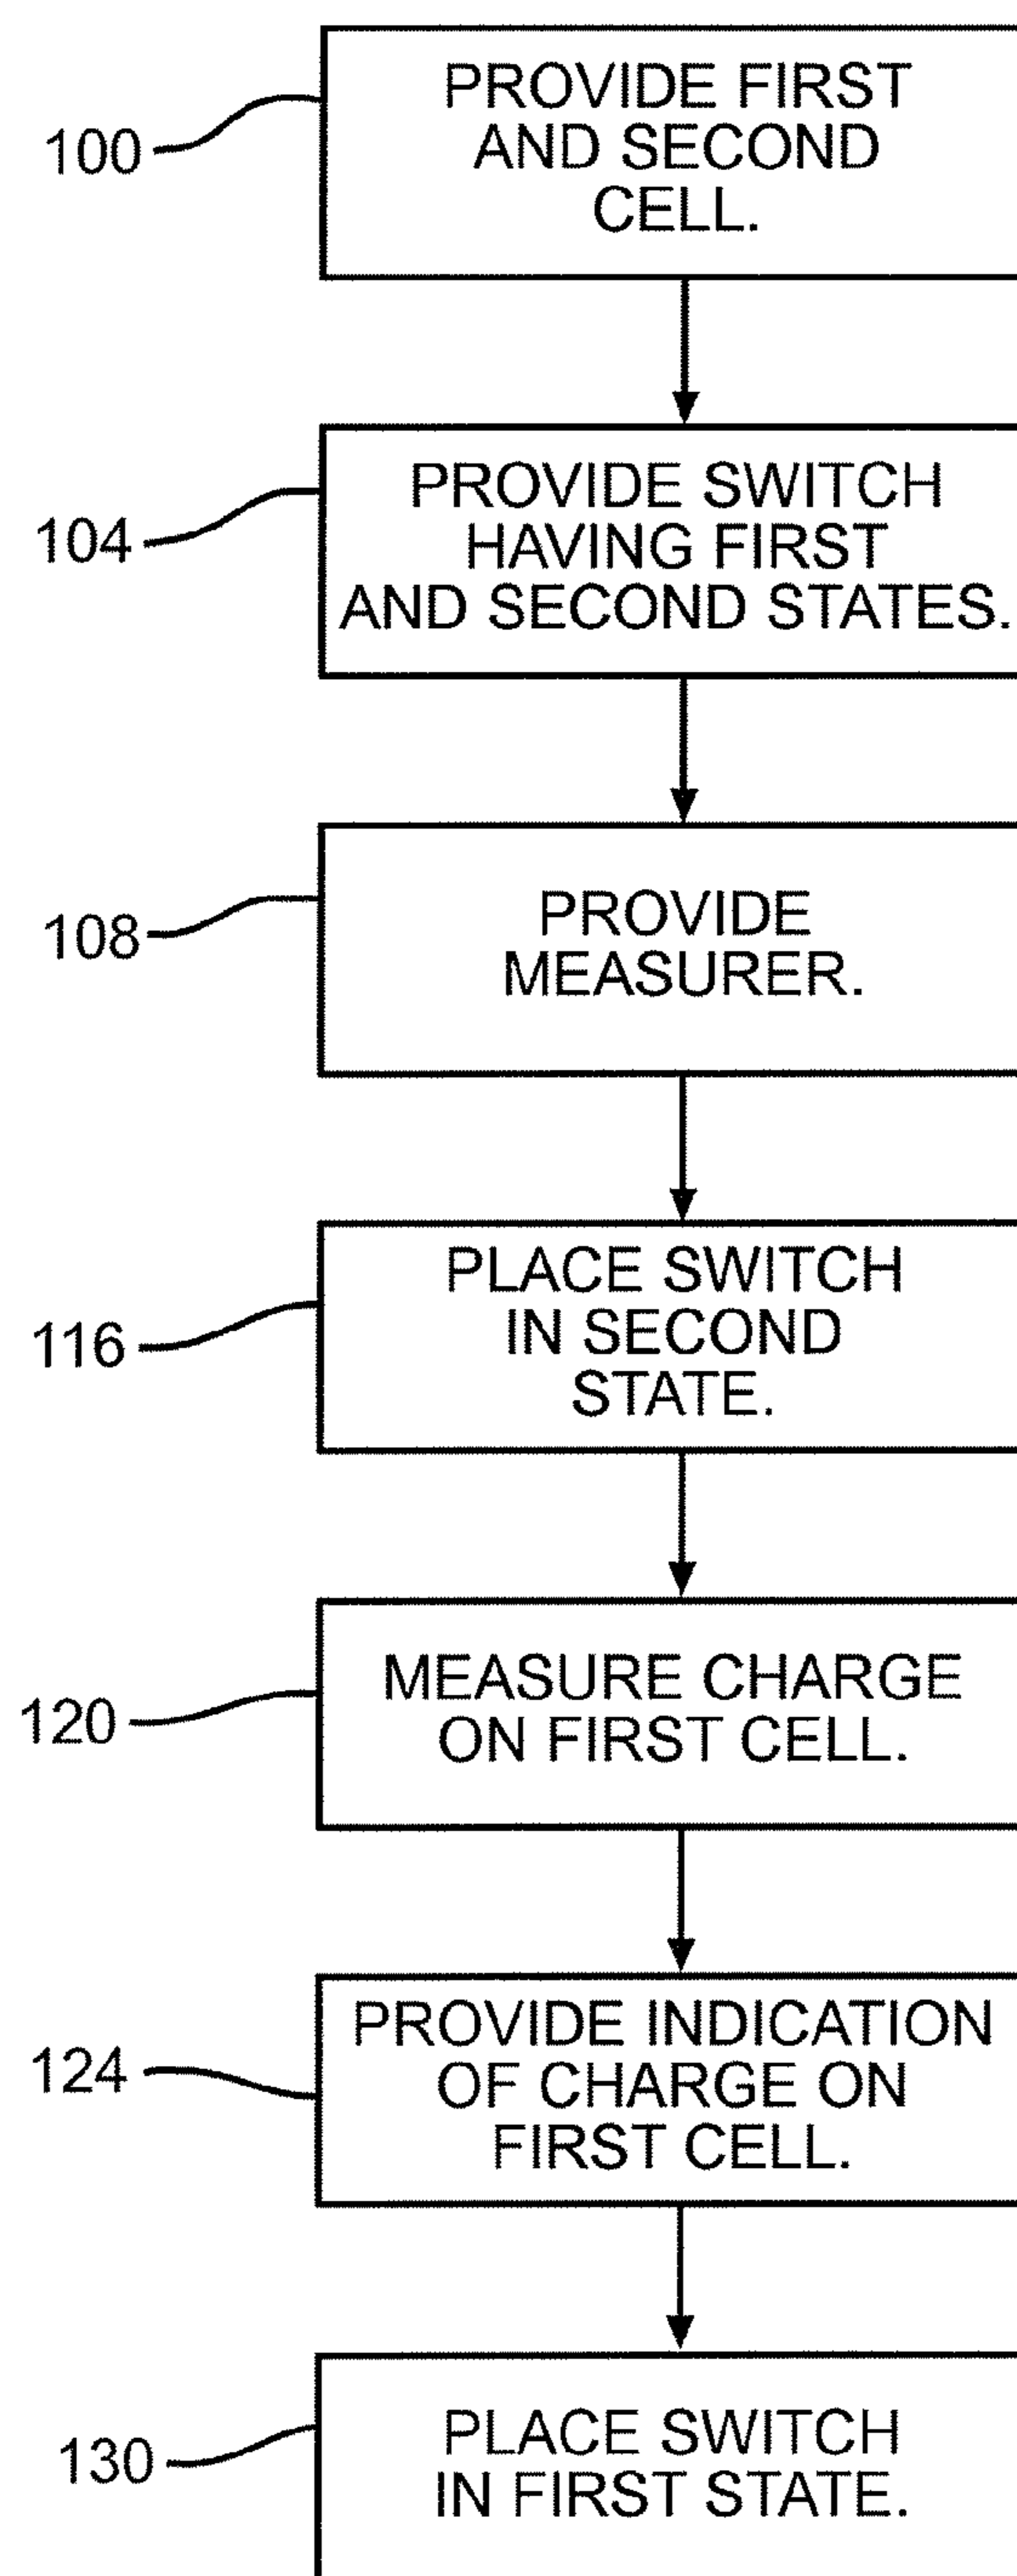 PROVIDE FIRST
AND SECOND
CELL.
100
PROVIDE SWITCH
HAVING FIRST
AND SECOND STATES.
104
PROVIDE
MEASURER.
108
PLACE SWITCH
IN SECOND
STATE.
116
MEASURE CHARGE
ON FIRST CELL.
120
PROVIDE INDICATION
OF CHARGE ON
FIRST CELL.
124
PLACE SWITCH
IN FIRST STATE.
130